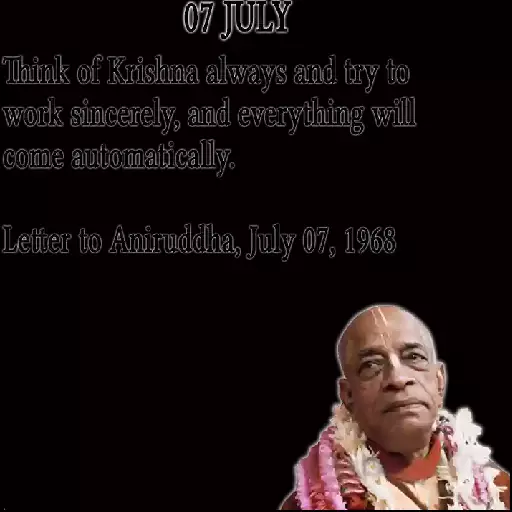 07 JULY
Think of Krishna always and try to
work sincerely, and everything will
come automatically.
Letter to Aniruddha, July 07, 1968